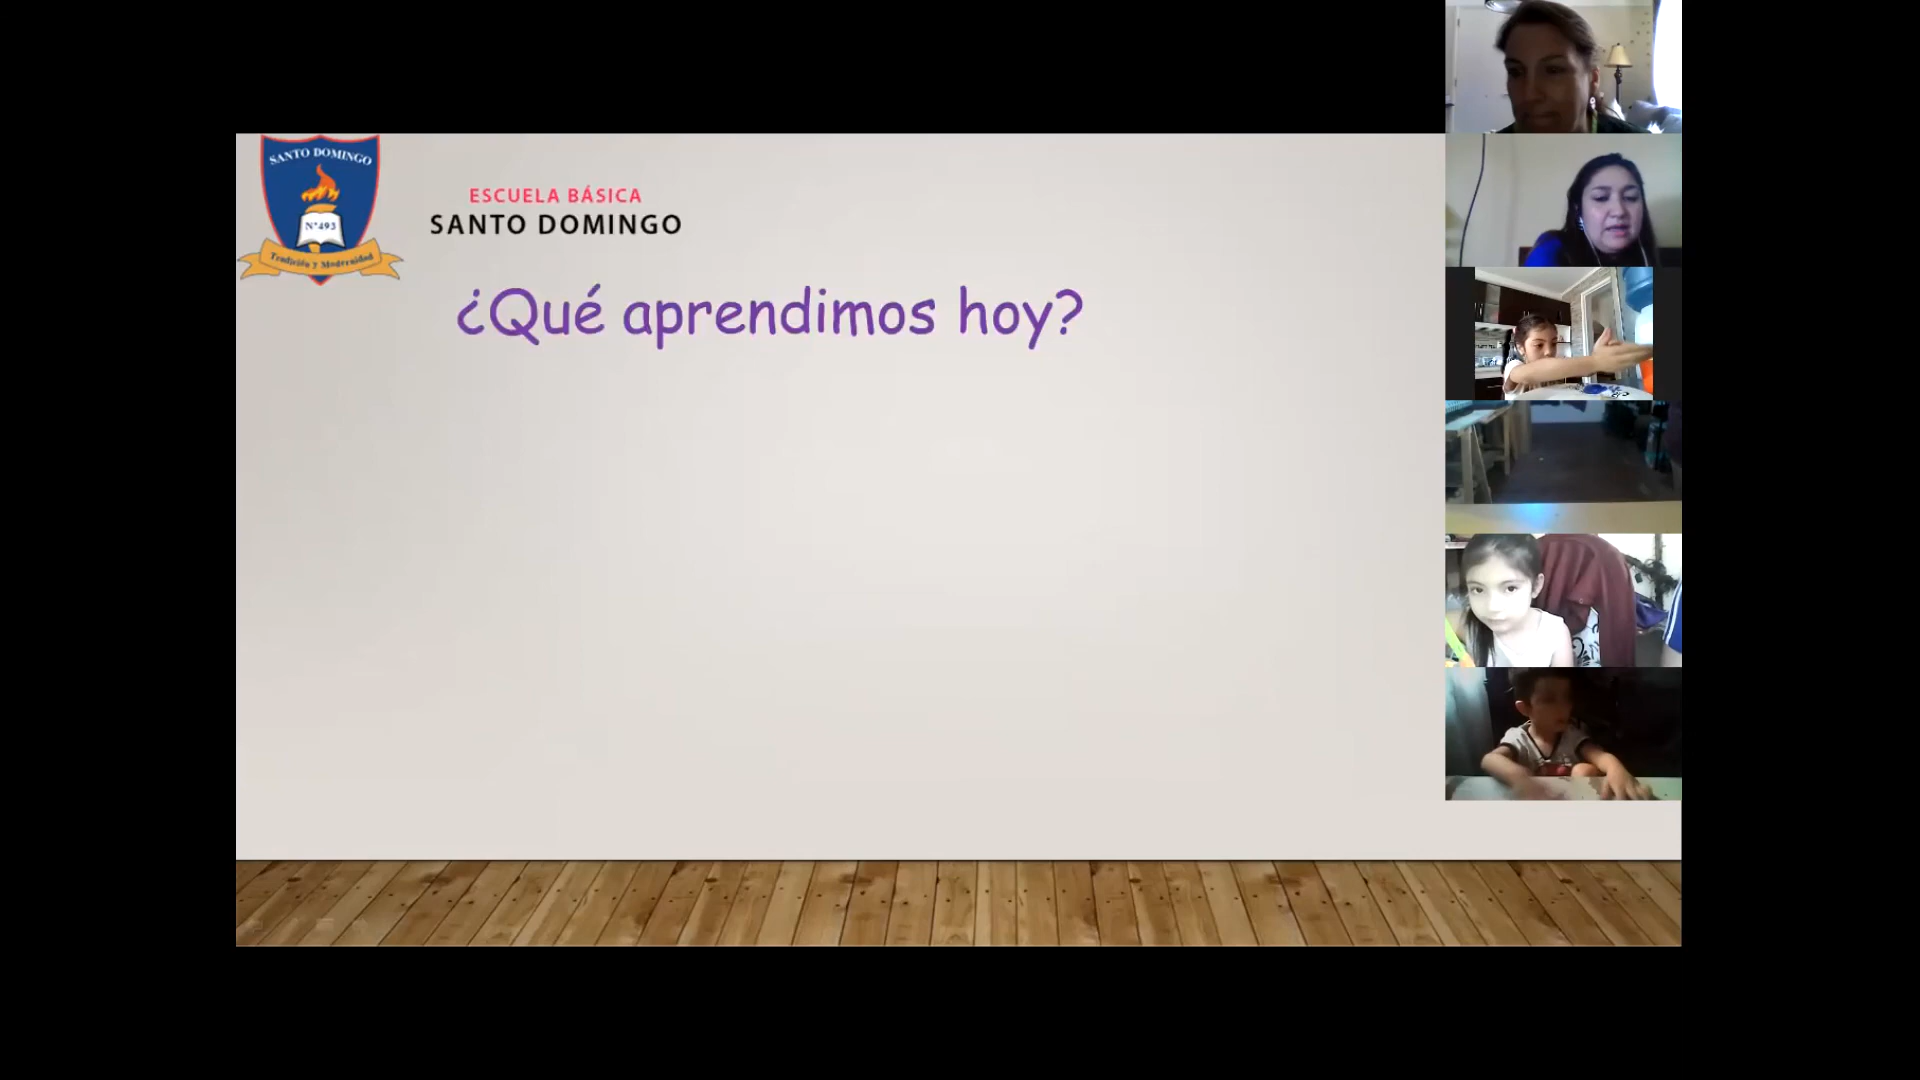 SANTO DOMINGO
N°493
Tradición y Modernidad
ESCUELA BÁSICA
SANTO DOMINGO
¿Qué aprendimos hoy?